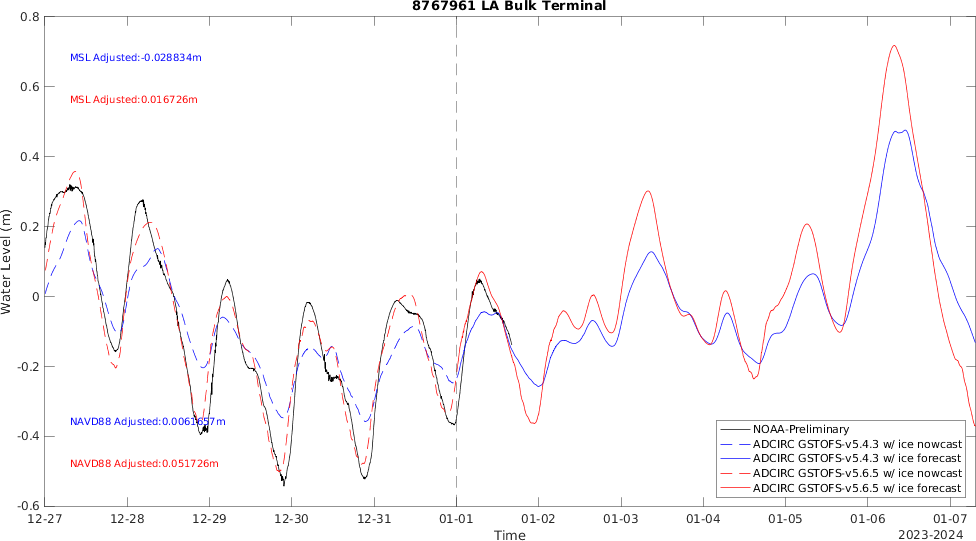 8767961 LA Bulk Terminal
0.8
0.6
0.4
0.2
0
-0.2
-0.4
-0.6
Water Level (m)
MSL Adjusted:-0.028834m
MSL Adjusted:0.016726m
NAVD88 Adjusted:0.0061657m
NAVD88 Adjusted:0.051726m
NOAA-Preliminary
ADCIRC GSTOFS-v5.4.3 w/ ice nowcast
ADCIRC GSTOFS-v5.4.3 w/ ice forecast
ADCIRC GSTOFS-v5.6.5 w/ ice nowcast
ADCIRC GSTOFS-v5.6.5 w/ ice forecast
12-27 12-28 12-29 12-30 12-31 01-01 01-02 01-03 01-04 01-05 01-06 01-07
Time
2023-2024